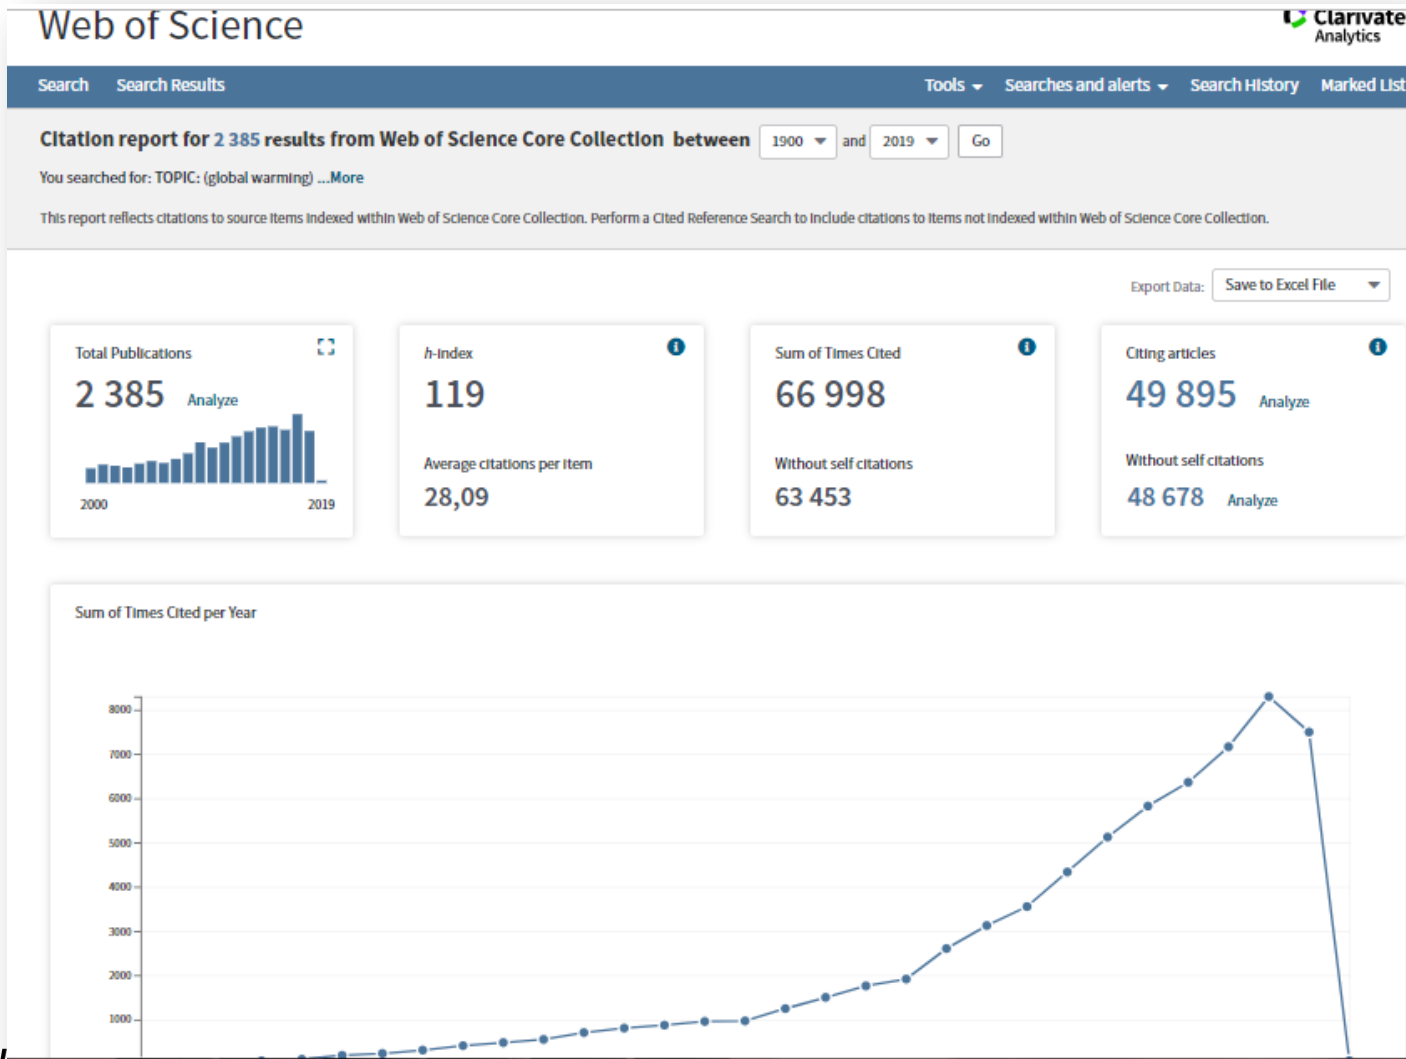 Web of Science
Clarivate
Analytics
Search Search Results Tools Searches and alerts Search History Marked List
Citation report for 2 385 results from Web of Science Core Collection between 1900 and 2019 Go
You searched for: TOPIC: (global warming) ...More
This report reflects citations to source items indexed within Web of Science Core Collection. Perform a Cited Reference Search to include citations to items not indexed within Web of Science Core Collection.
Export Data: Save to Excel File
Total Publications
2 385 Analyze
2000 2019
h-index
119
Average citations per item
28,09
Sum of Times Cited
66 998
Without self citations
63 453
Citing articles
49 895 Analyze
Without self citations
48 678 Analyze
Sum of Times Cited per Year
8000
7000
6000
5000
4000
3000
2000
1000